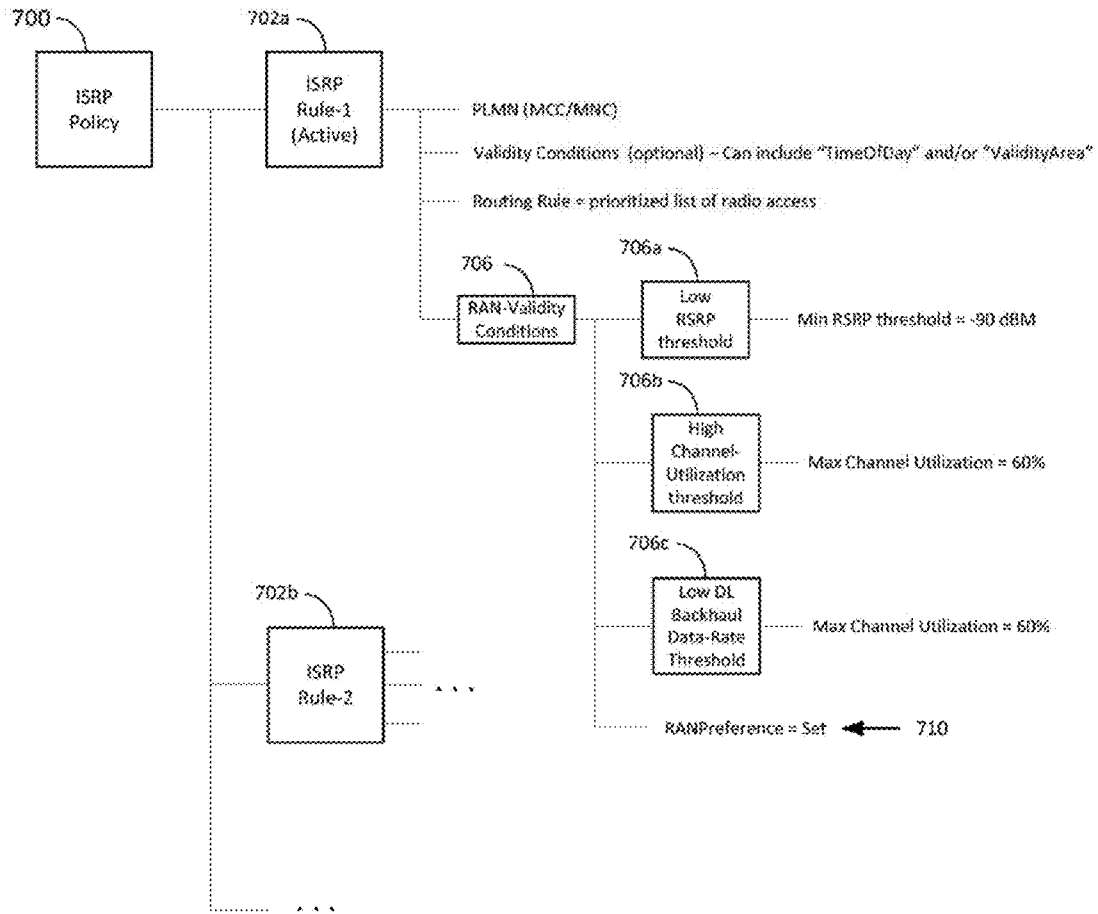 700
702a
ISRP
Policy
ISRP
Rule-1
(Active)
PLMN (MCC/MNC)
Validity Conditions (optional) – Can include "TimeOfDay" and/or "ValidityArea"
Routing Rule = prioritized list of radio access
706
RAN-Validity
Conditions
706a
Low
RSRP
threshold
Min RSRP threshold = -90 dBM
706b
High
Channel-
Utilization
threshold
Max Channel Utilization = 60%
706c
Low DL
Backhaul
Data-Rate
Threshold
Max Channel Utilization = 60%
702b
ISRP
Rule-2
. . .
RANPreference = Set
710
. . .